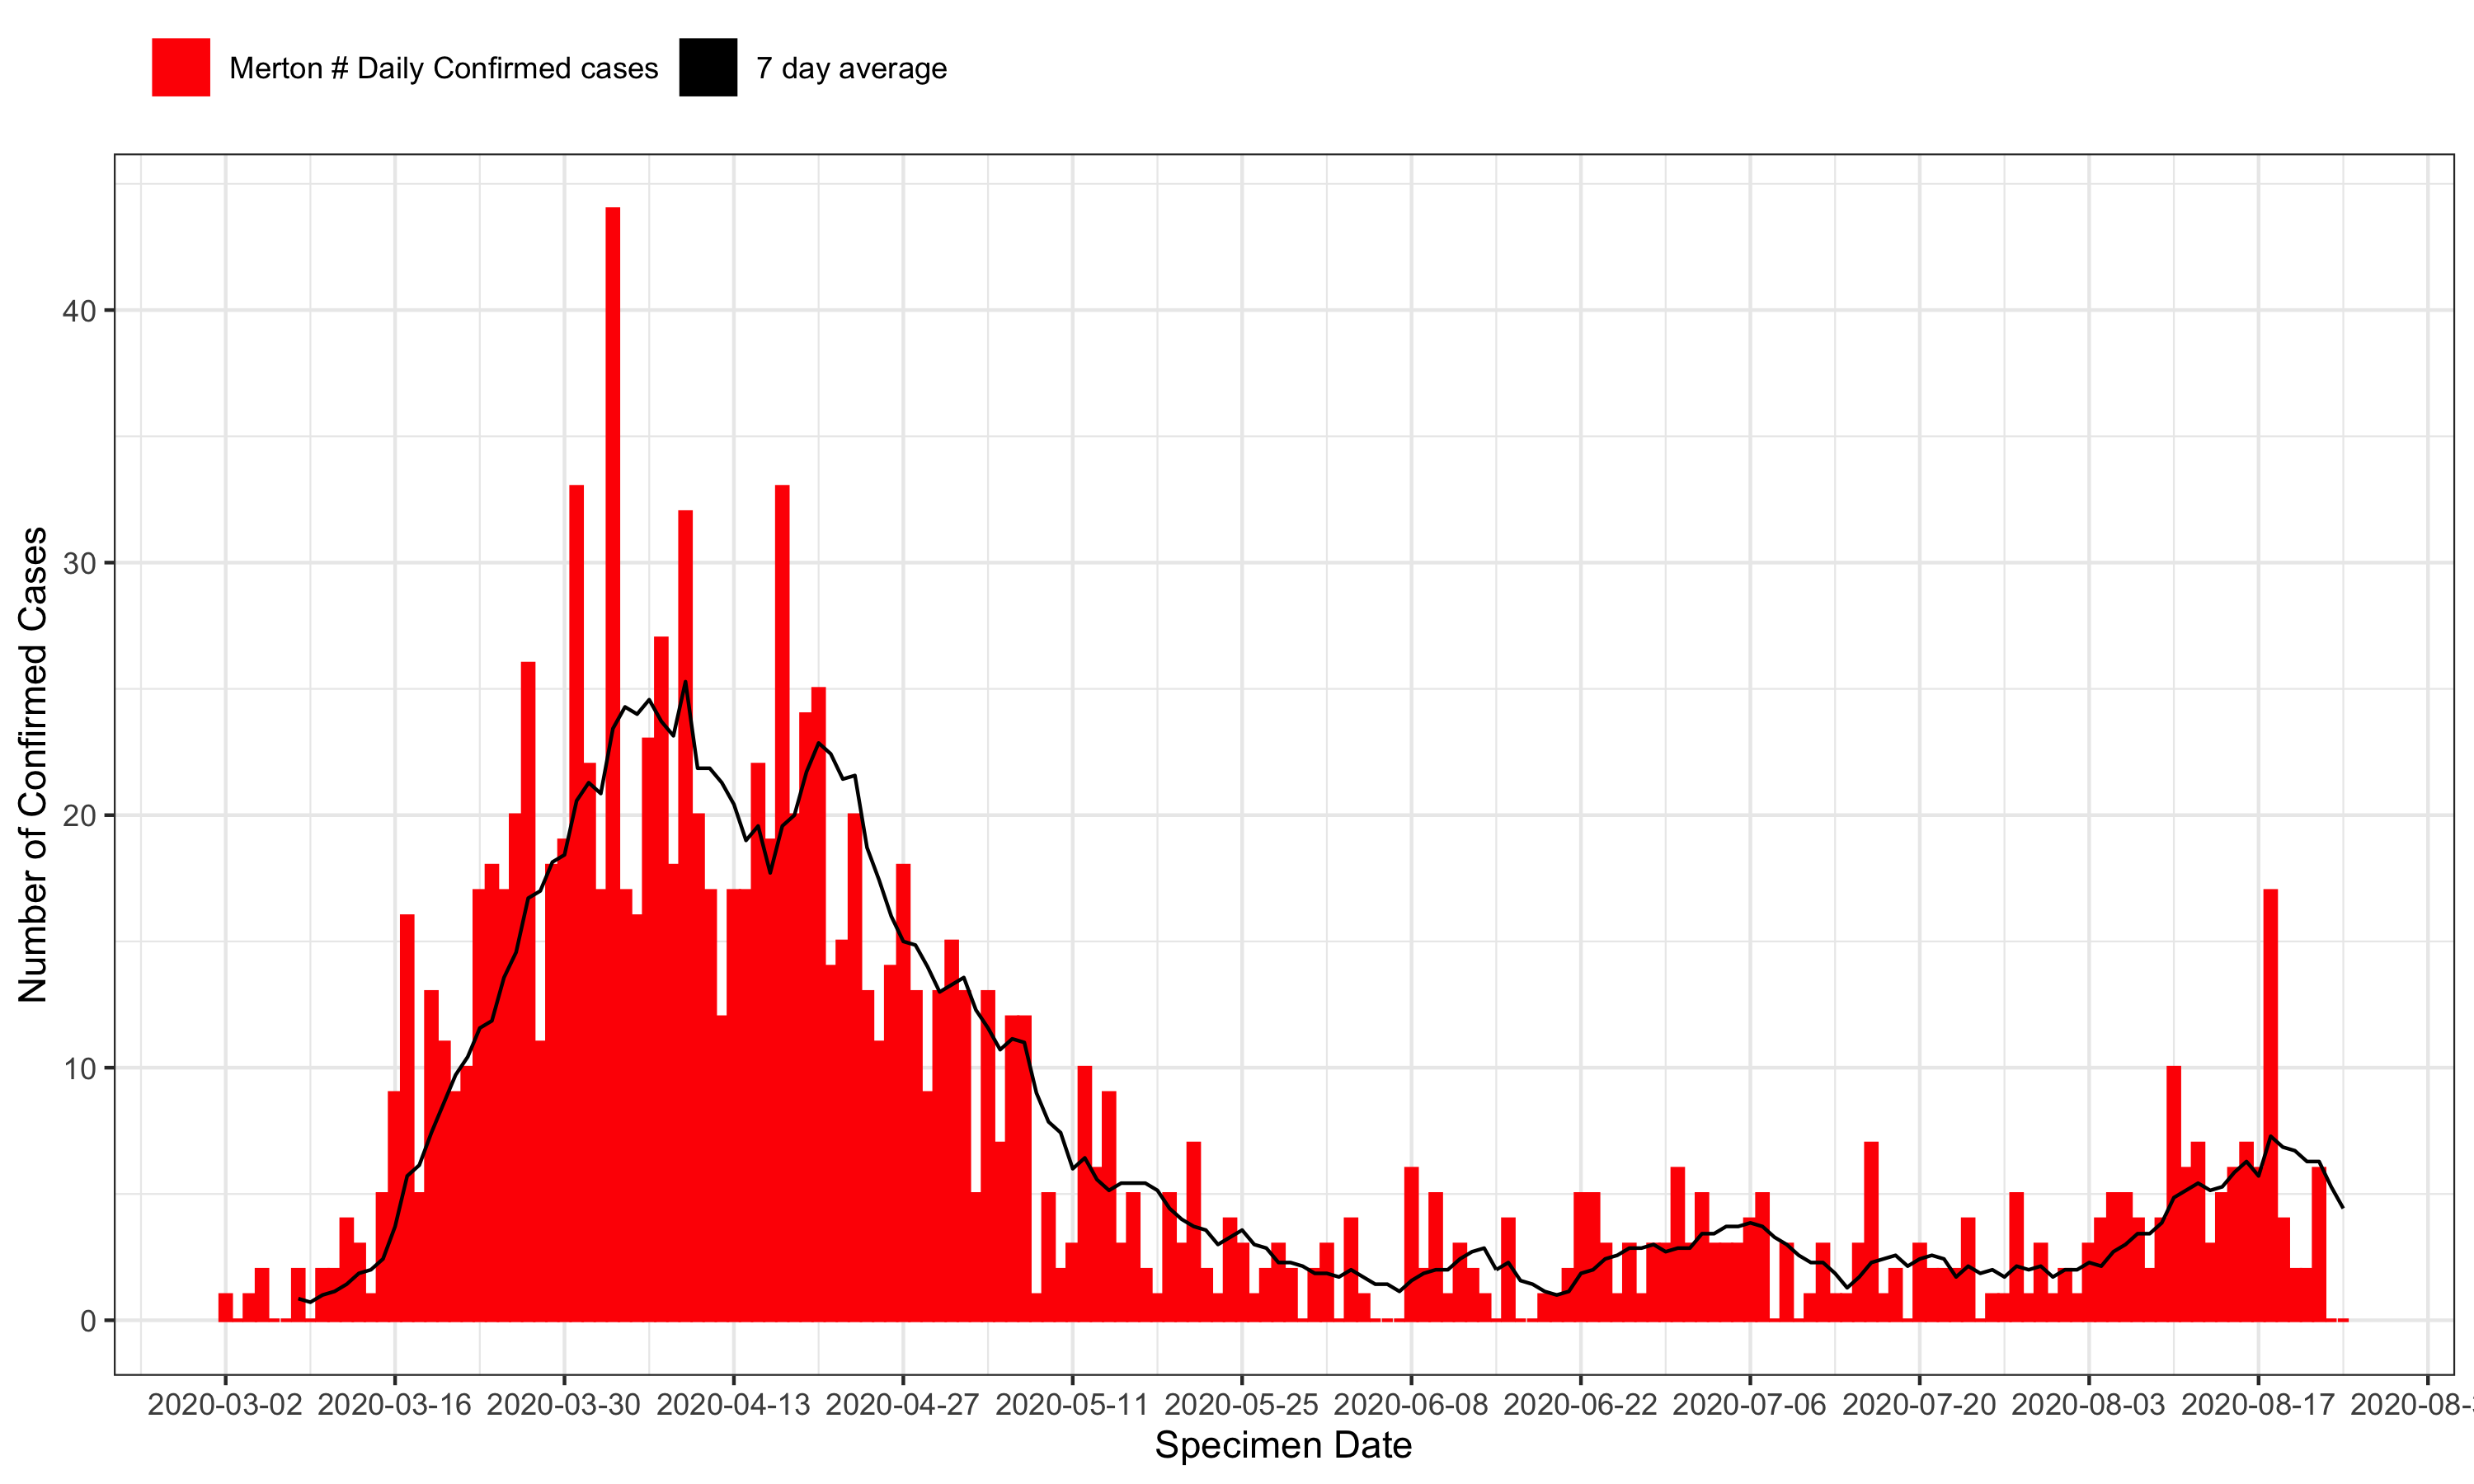 Merton # Daily Confirmed cases 7 day average
Number of Confirmed Cases
40
30
20
10
0
2020-03-02 2020-03-16 2020-03-30 2020-04-13 2020-04-27 2020-05-11 2020-05-25 2020-06-08 2020-06-22 2020-07-06 2020-07-20 2020-08-03 2020-08-17 2020-08-
Specimen Date